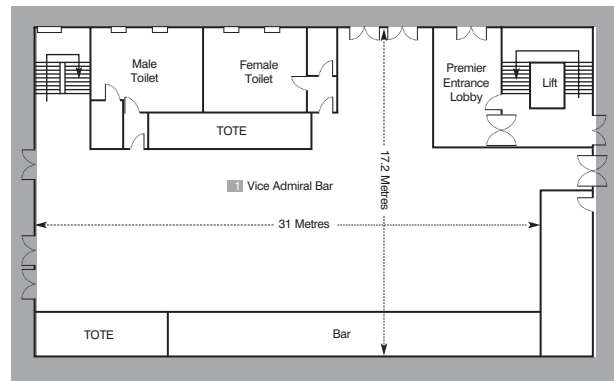 Male
Toilet
Female
Toilet
Premier
Entrance
Lobby
Lift
TOTE
17.2 Metres
1 Vice Admiral Bar
31 Metres
TOTE
Bar